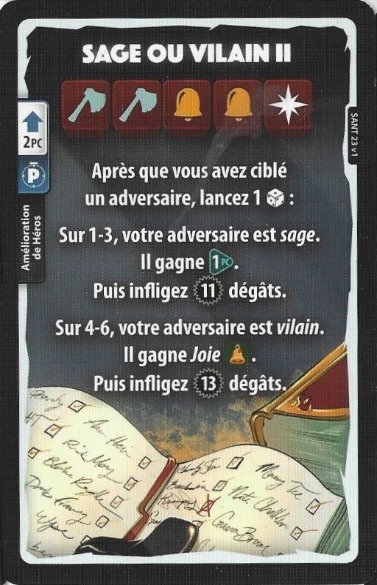 SAGE OU VILAIN II
2PC
P
Amélioration
de Héros
SANT 23 v1
Après que vous avez ciblé
un adversaire, lancez 1 :
Sur 1-3, votre adversaire est sage.
Il gagne 1PC.
Puis infligez 11 dégâts.
Sur 4-6, votre adversaire est vilain.
Il gagne Joie .
Puis infligez 13 dégâts.